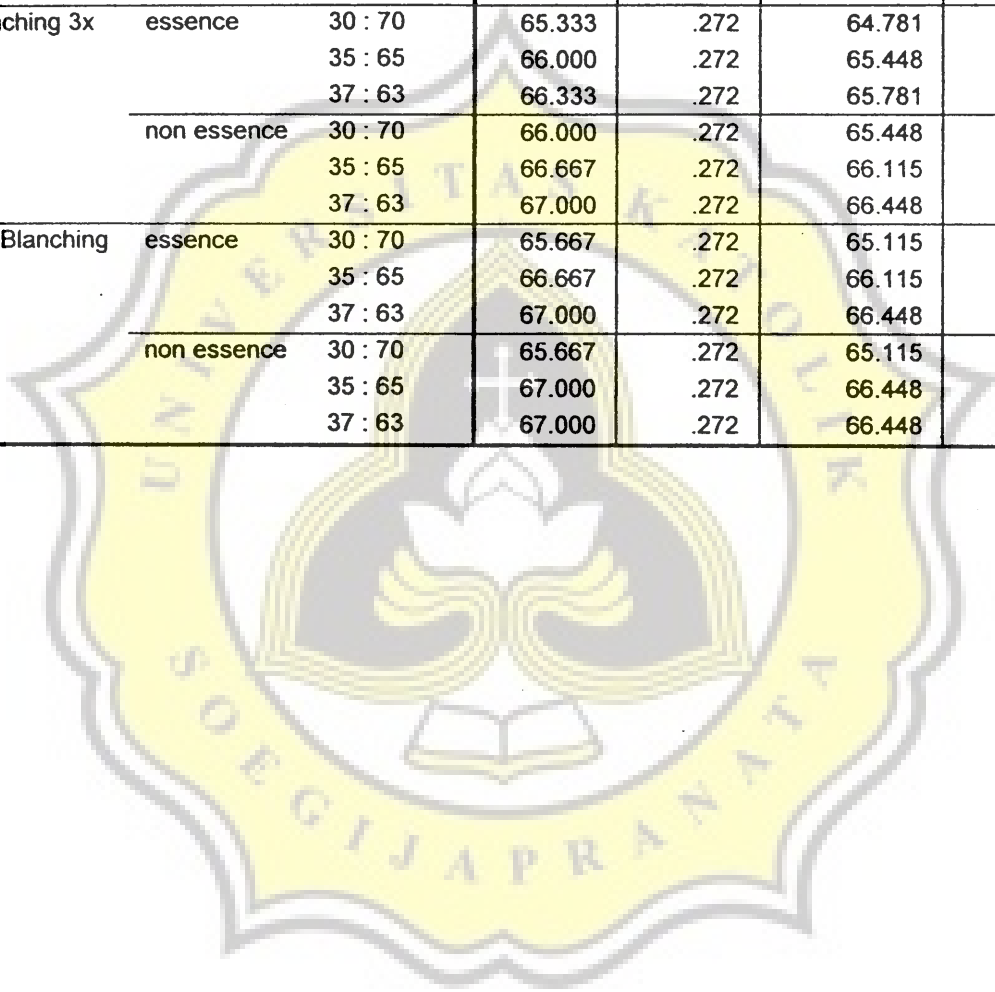 ching 3x essence 30 : 70 65.333 .272 64.781
35 : 65 66.000 .272 65.448
37 : 63 66.333 .272 65.781
non essence 30 : 70 66.000 .272 65.448
35 : 65 66.667 .272 66.115
37 : 63 67.000 .272 66.448
Blanching essence 30 : 70 65.667 .272 65.115
35 : 65 66.667 .272 66.115
37 : 63 67.000 .272 66.448
non essence 30 : 70 65.667 .272 65.115
35 : 65 67.000 .272 66.448
37 : 63 67.000 .272 66.448
UNIVERSITAS KATOLIK
SOEGIJAPRANATA